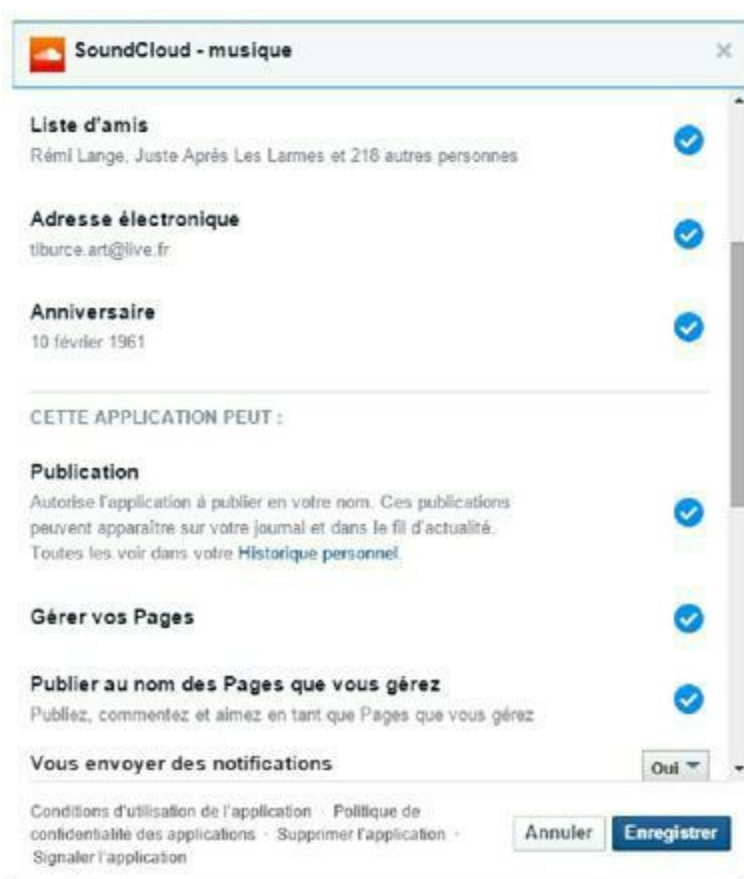 SoundCloud - musique
Liste d'amis
Rémi Lange, Juste Après Les Larmes et 218 autres personnes
Adresse électronique
tiburce.art@live.fr
Anniversaire
10 février 1961
CETTE APPLICATION PEUT :
Publication
Autorise l'application à publier en votre nom. Ces publications
peuvent apparaître sur votre journal et dans le fil d'actualité.
Toutes les voir dans votre Historique personnel.
Gérer vos Pages
Publier au nom des Pages que vous gérez
Publiez, commentez et aimez en tant que Pages que vous gérez
Vous envoyer des notifications
Oui
Conditions d'utilisation de l'application · Politique de
confidentialité des applications · Supprimer l'application ·
Signaler l'application
Annuler
Enregistrer